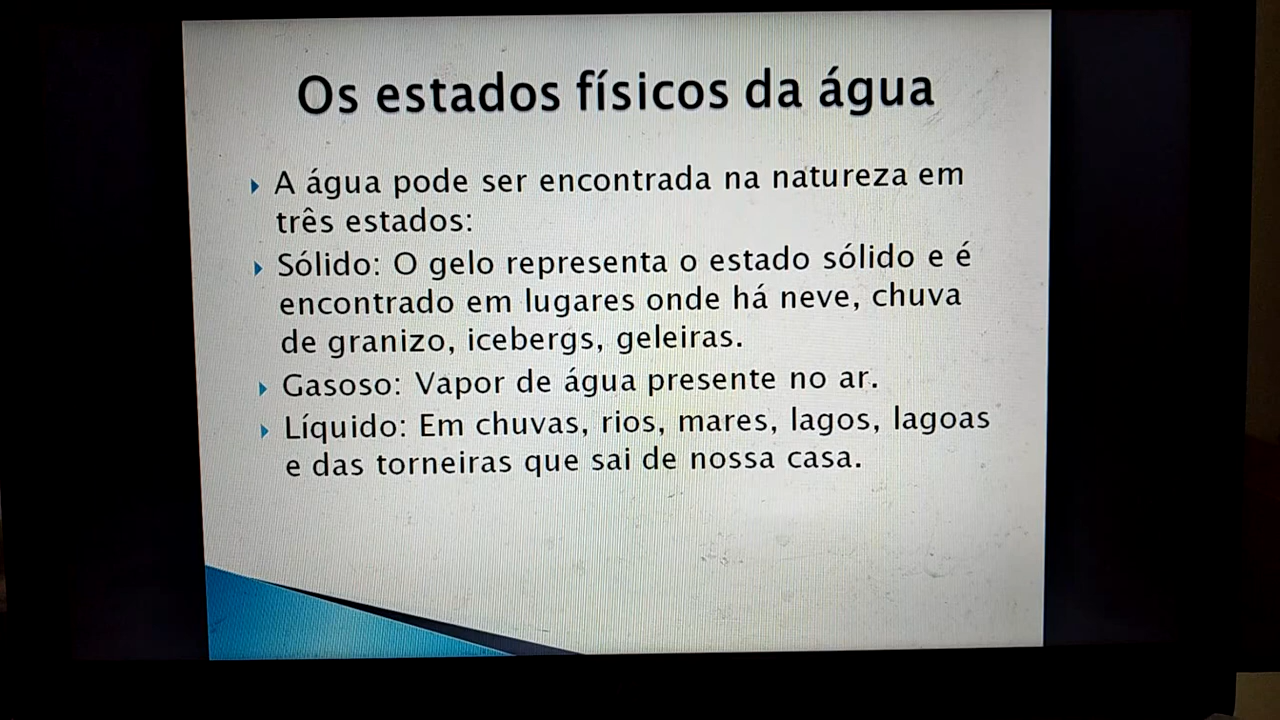 Os estados físicos da água
A água pode ser encontrada na natureza em
três estados:
Sólido: O gelo representa o estado sólido e é
encontrado em lugares onde há neve, chuva
de granizo, icebergs, geleiras.
Gasoso: Vapor de água presente no ar.
Líquido: Em chuvas, rios, mares, lagos, lagoas
e das torneiras que sai de nossa casa.